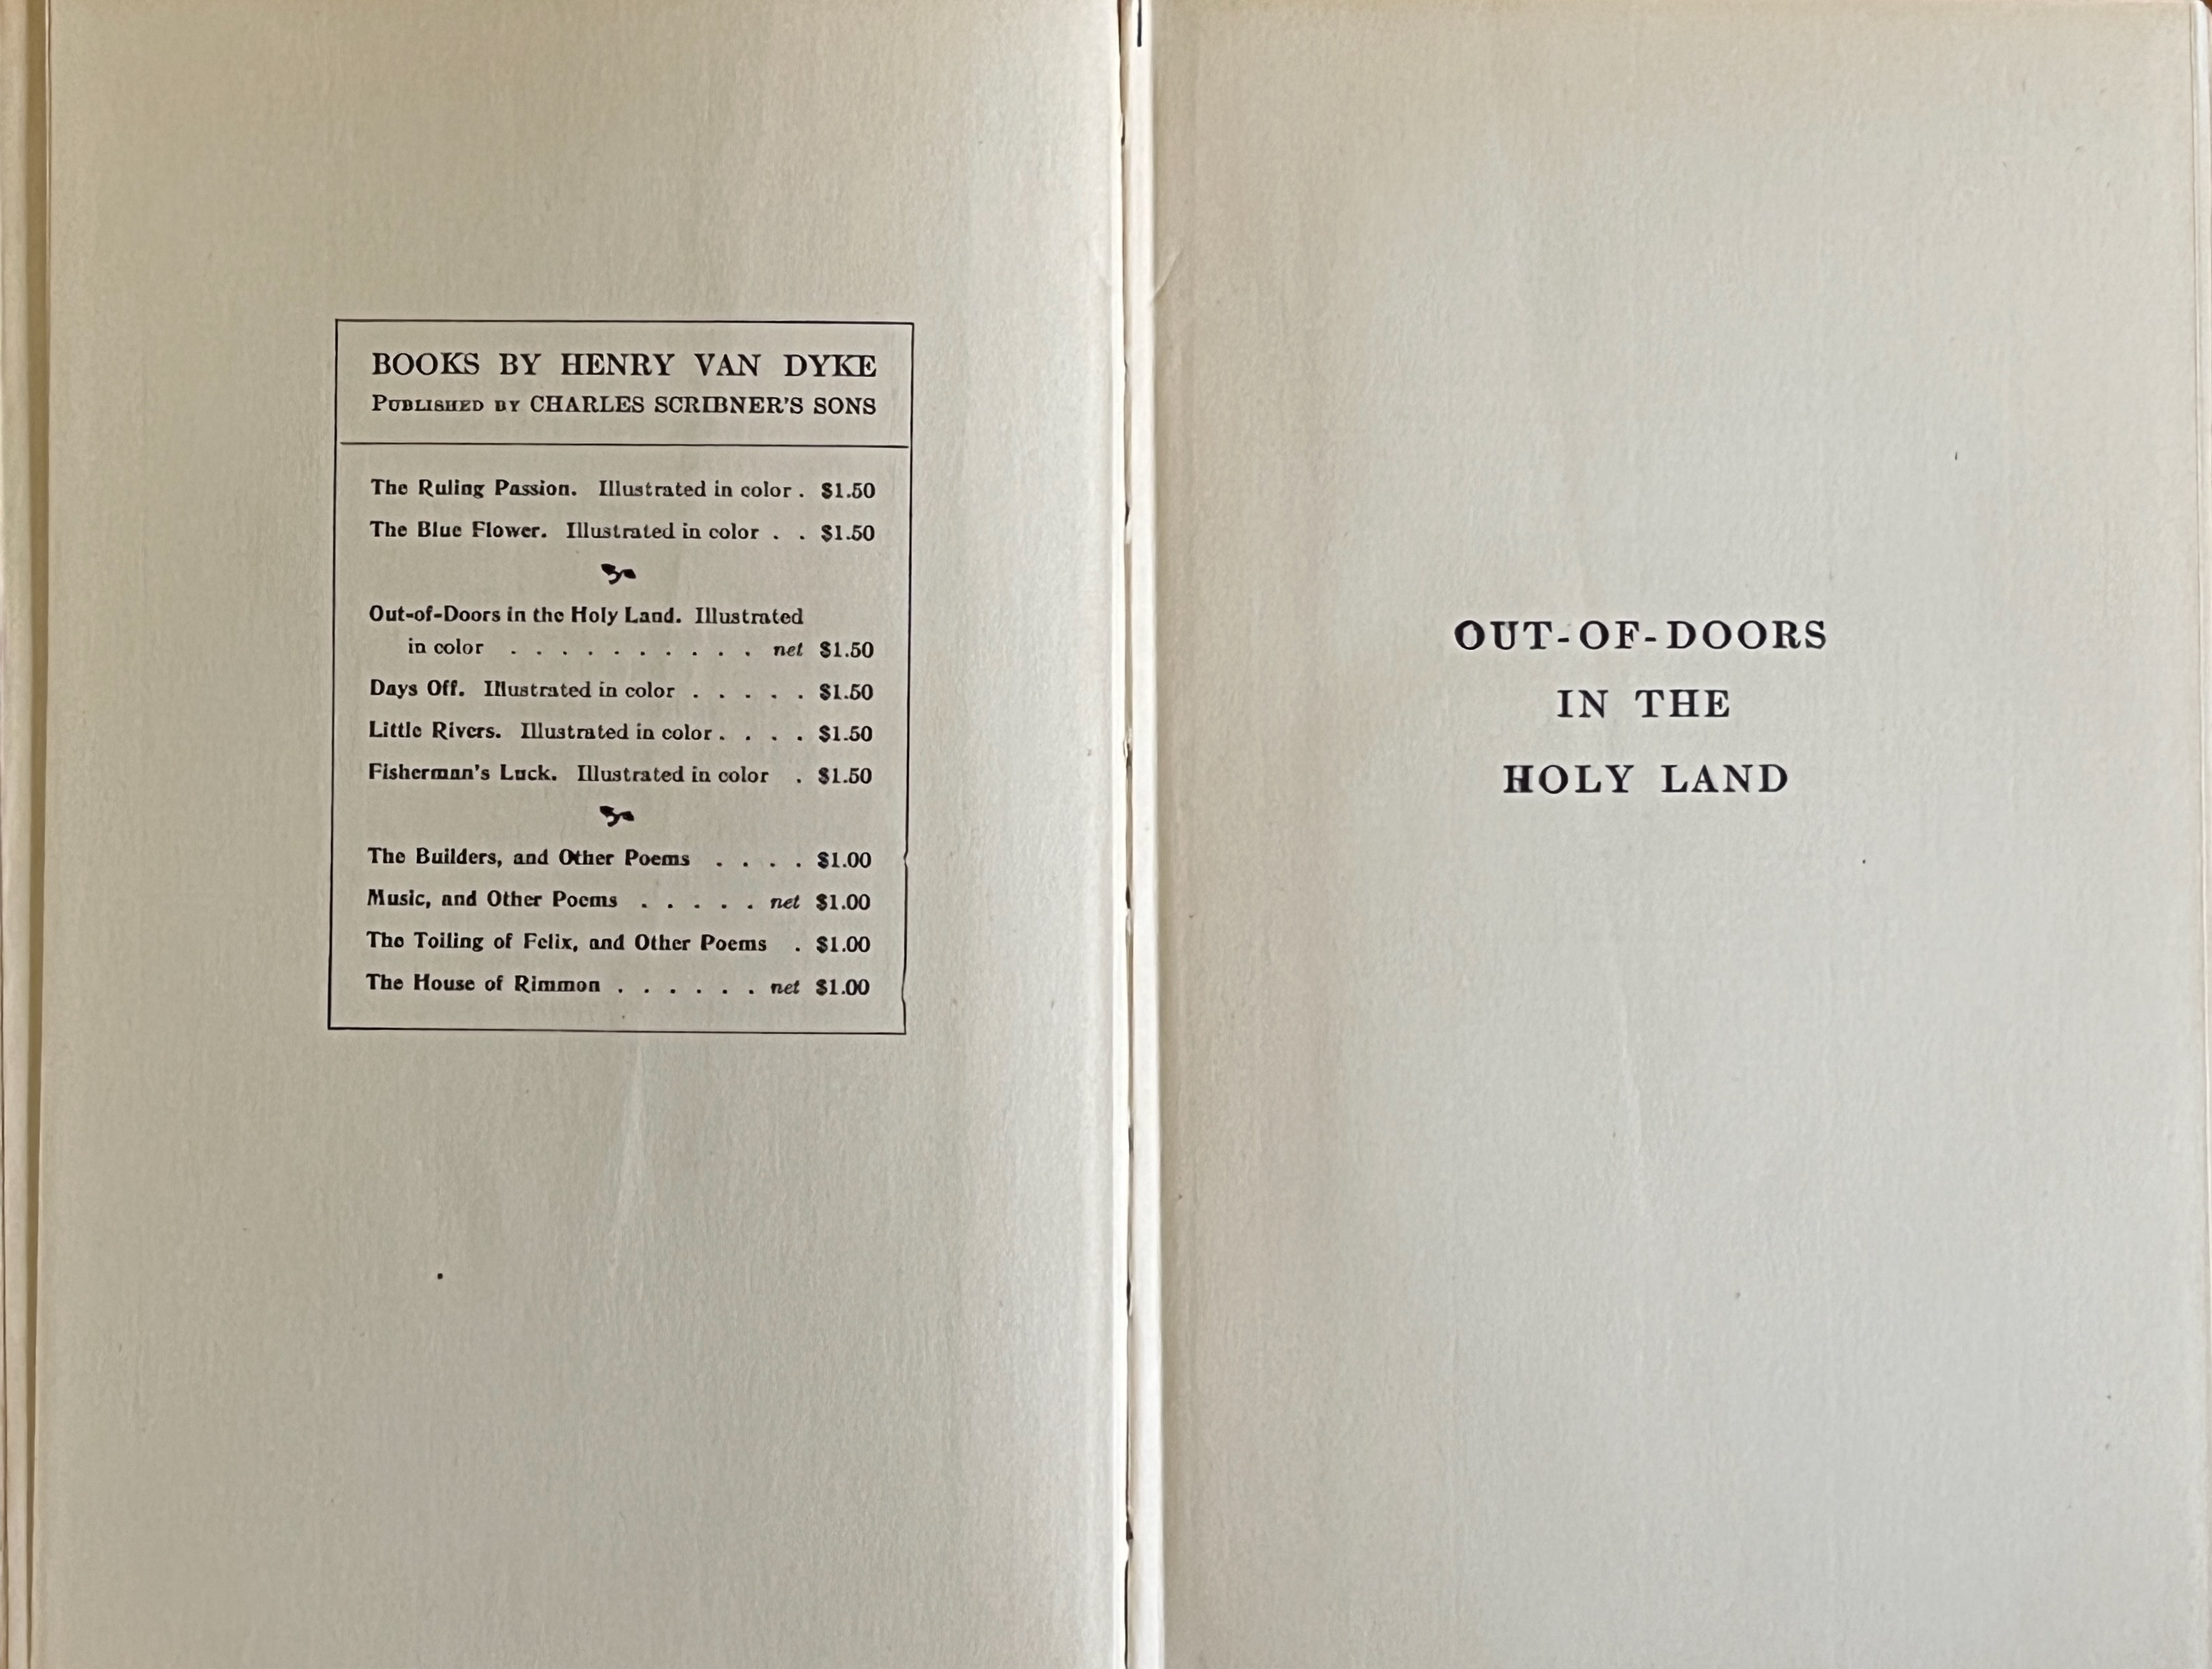 BOOKS BY HENRY VAN DYKE
PUBLISHED BY CHARLES SCRIBNER'S SONS
The Ruling Passion. Illustrated in color . $1.50
The Blue Flower. Illustrated in color . . $1.50
Out-of-Doors in the Holy Land. Illustrated
in color . . . . . . . . . . net $1.50
Days Off. Illustrated in color . . . . . $1.50
Little Rivers. Illustrated in color . . . . $1.50
Fisherman's Luck. Illustrated in color . $1.50
The Builders, and Other Poems . . . . $1.00
Music, and Other Poems . . . . . net $1.00
The Toiling of Felix, and Other Poems . $1.00
The House of Rimmon . . . . . . net $1.00
OUT-OF-DOORS
IN THE
HOLY LAND